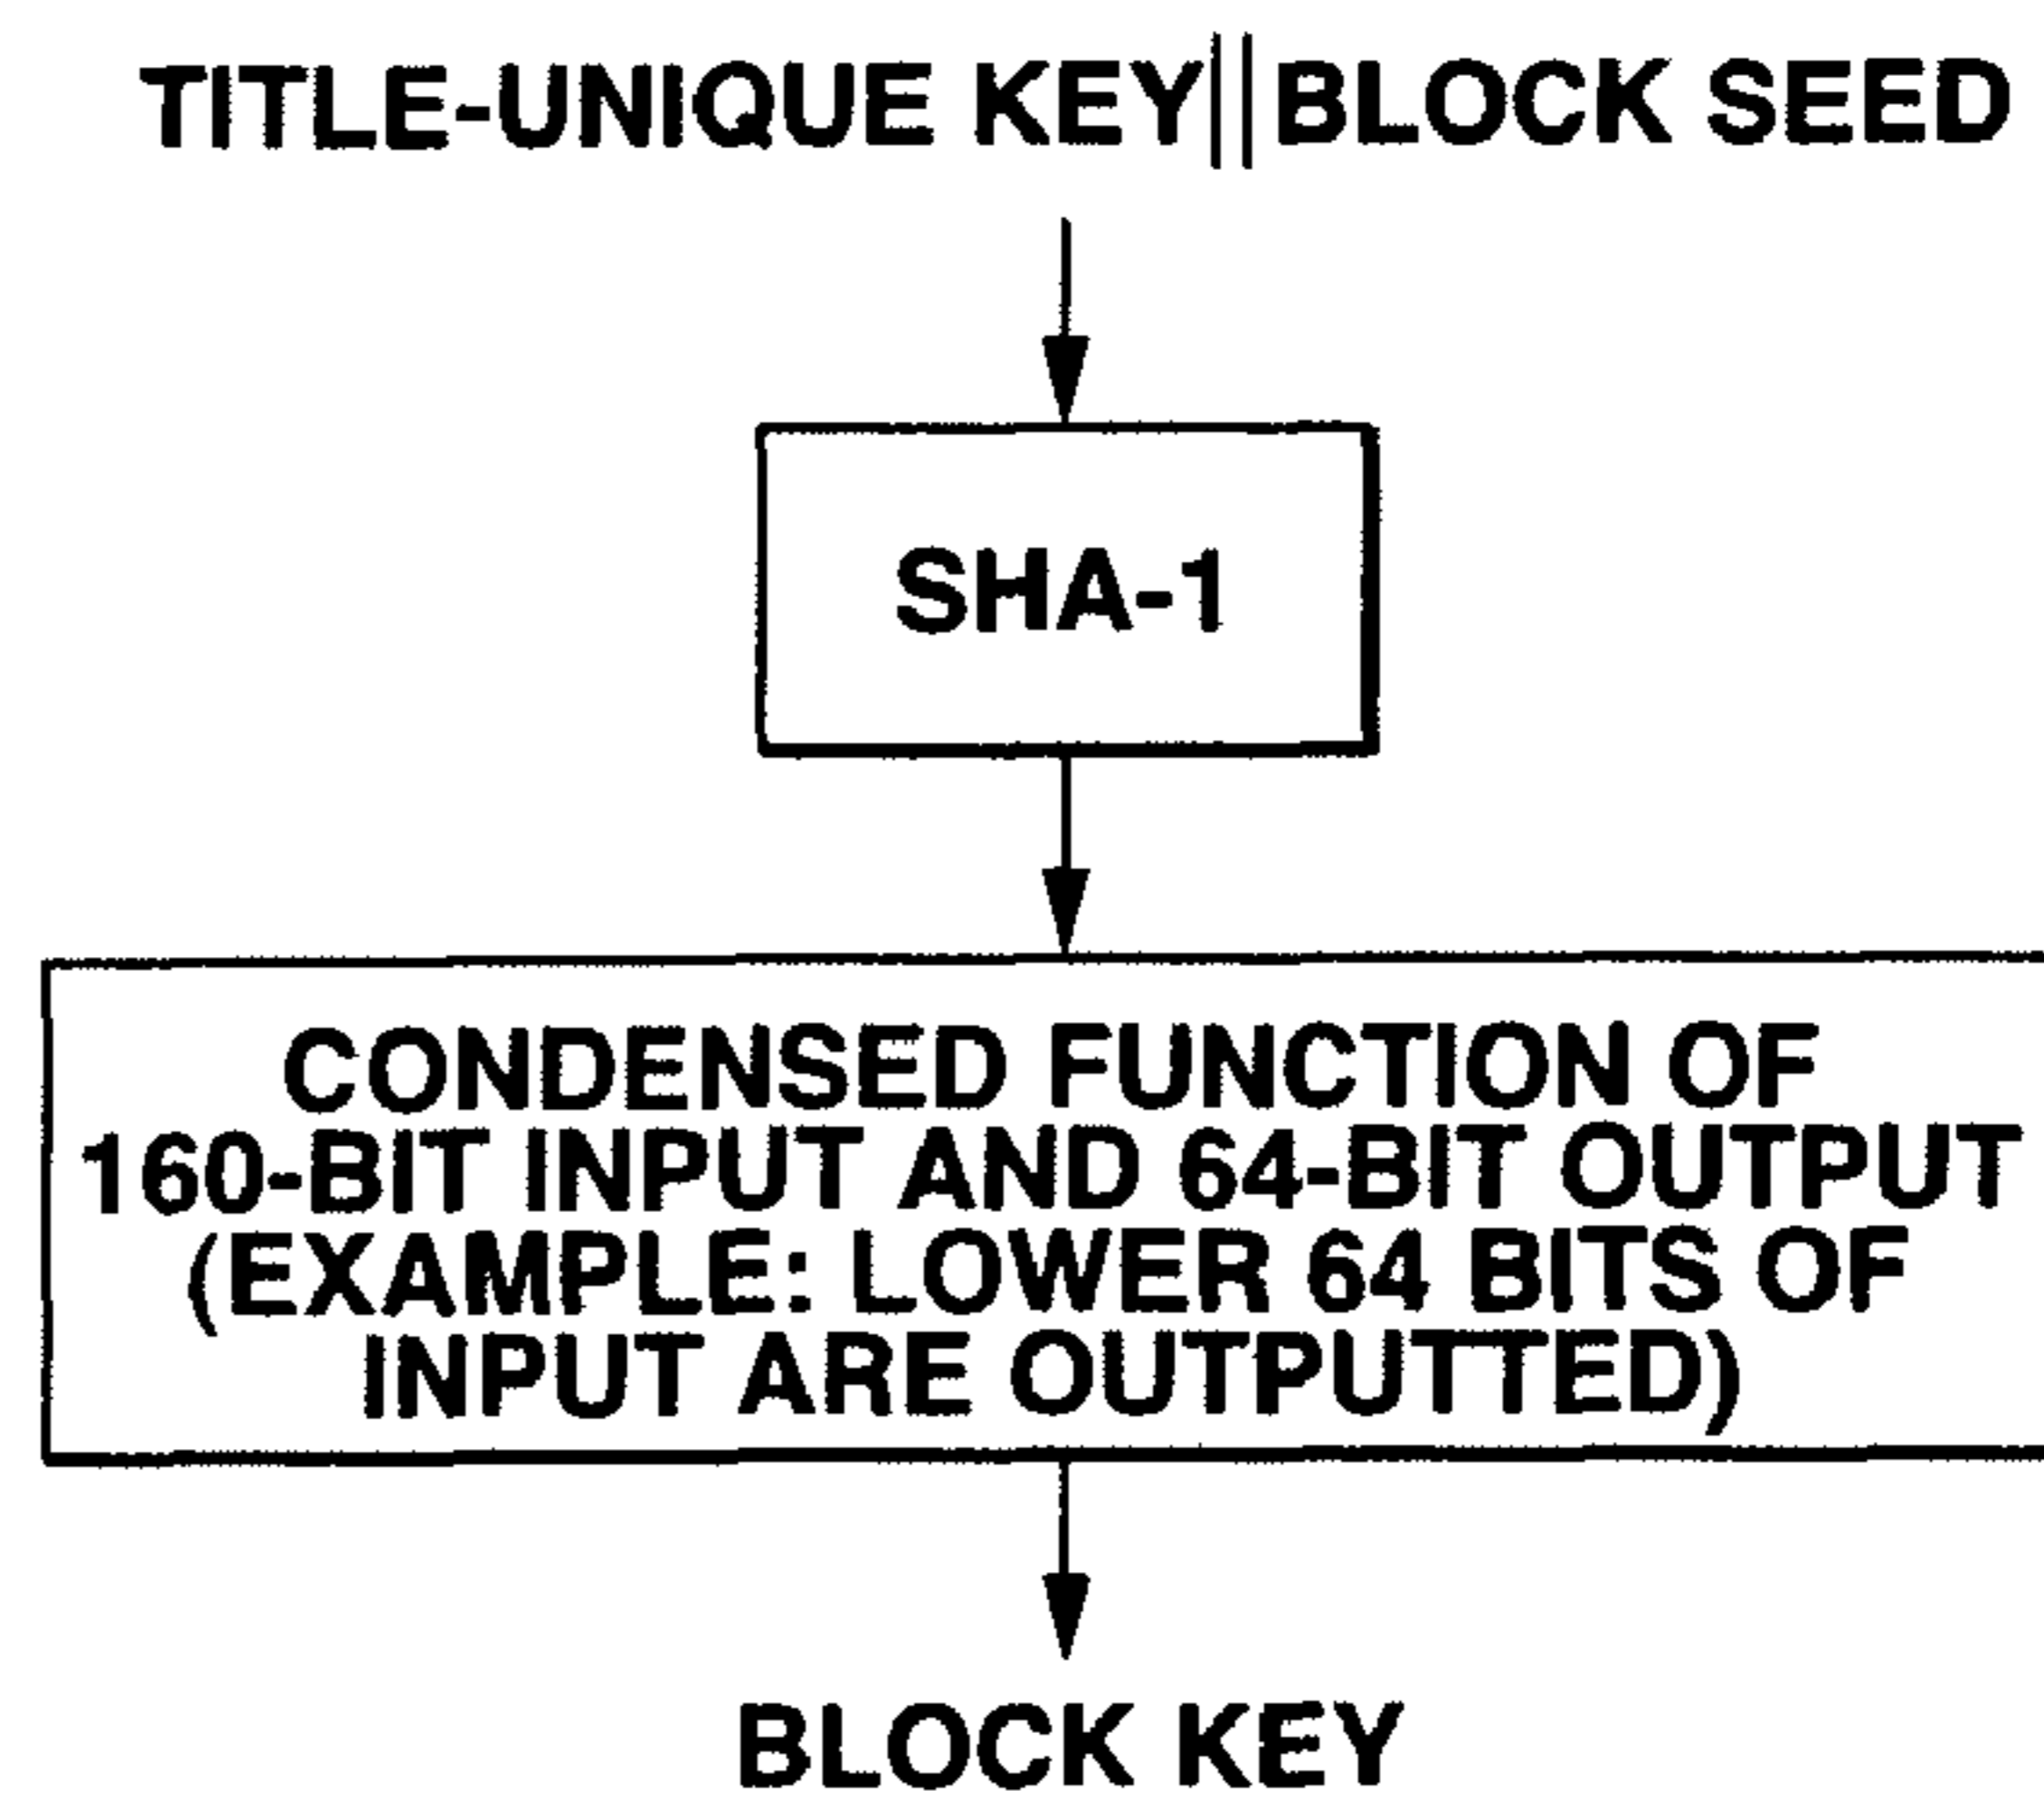 TITLE-UNIQUE KEY||BLOCK SEED
SHA-1
CONDENSED FUNCTION OF
160-BIT INPUT AND 64-BIT OUTPUT
(EXAMPLE: LOWER 64 BITS OF
INPUT ARE OUTPUTTED)
BLOCK KEY